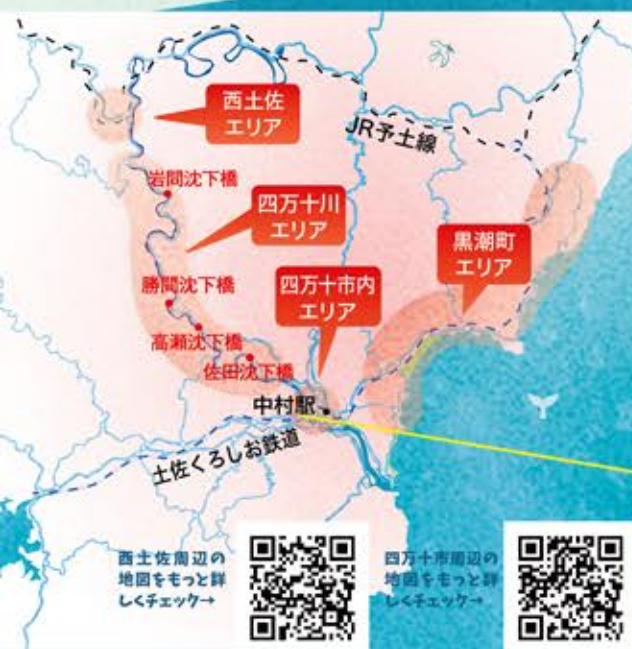 西土佐
エリア
JR予土線
岩間沈下橋
四万十川
エリア
黒潮町
エリア
勝間沈下橋
四万十市内
エリア
高瀬沈下橋
佐田沈下橋
中村駅
土佐くろしお鉄道
西土佐周辺の
地図をもっと詳
しくチェック→
四万十市周辺の
地図をもっと詳
しくチェック→